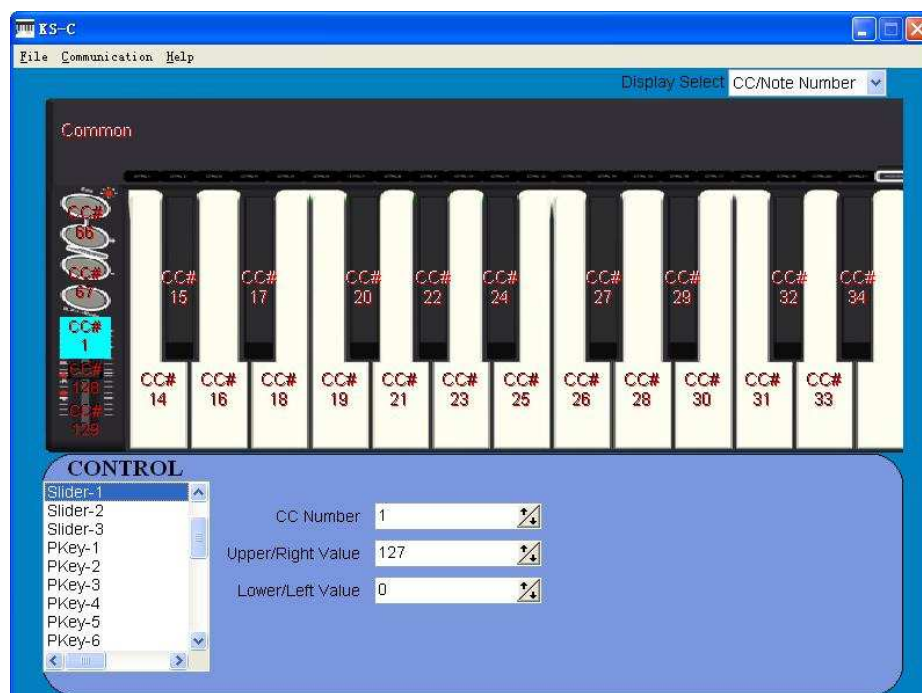 KS-C
File Communication Help
Display Select CC/Note Number
Common
CC#
66
CC#
67
CC#
1
CC#
148
CC#
129
CC#
15
CC#
17
CC#
20
CC#
22
CC#
24
CC#
27
CC#
29
CC#
32
CC#
34
CC#
14
CC#
16
CC#
18
CC#
19
CC#
21
CC#
23
CC#
25
CC#
26
CC#
28
CC#
30
CC#
31
CC#
33
CONTROL
Slider-1
Slider-2
Slider-3
PKey-1
PKey-2
PKey-3
PKey-4
PKey-5
PKey-6
CC Number 1
Upper/Right Value 127
Lower/Left Value 0